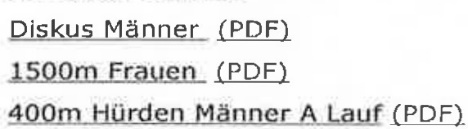 Diskus Männer (PDF)
1500m Frauen (PDF)
400m Hürden Männer A Lauf (PDF)